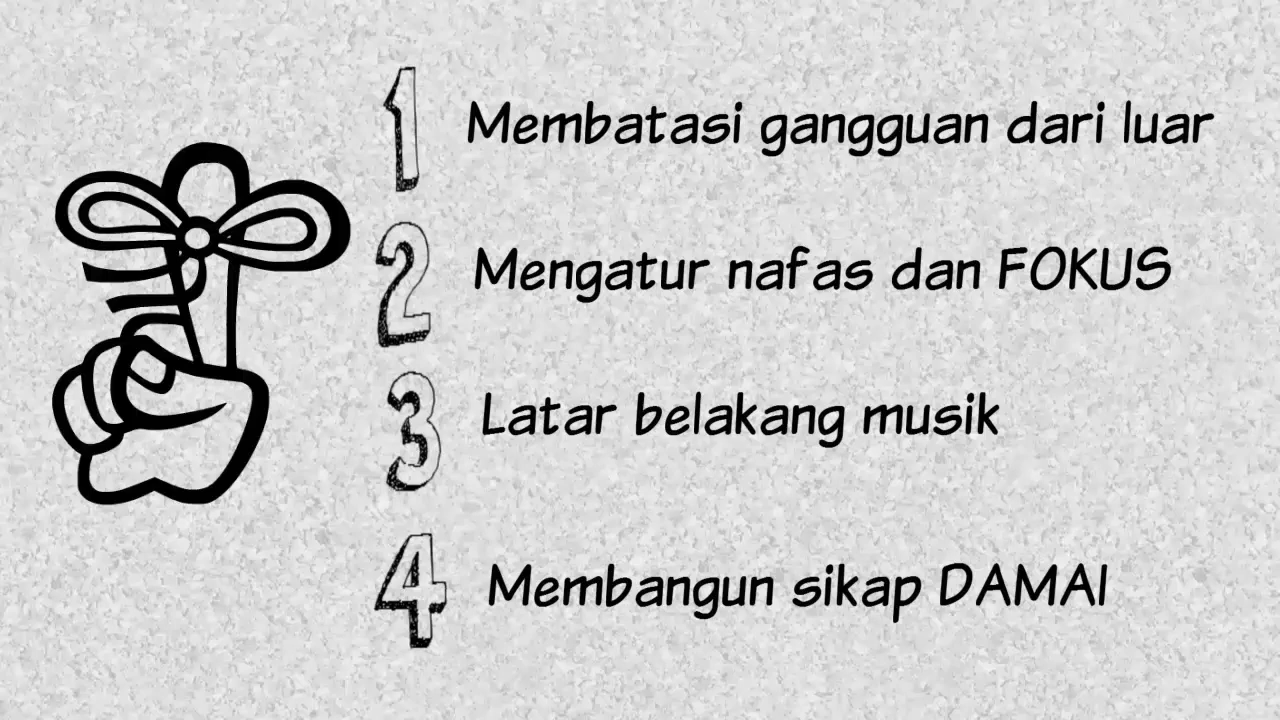 1 Membatasi gangguan dari luar
2 Mengatur nafas dan FOKUS
3 Latar belakang musik
4 Membangun sikap DAMAI